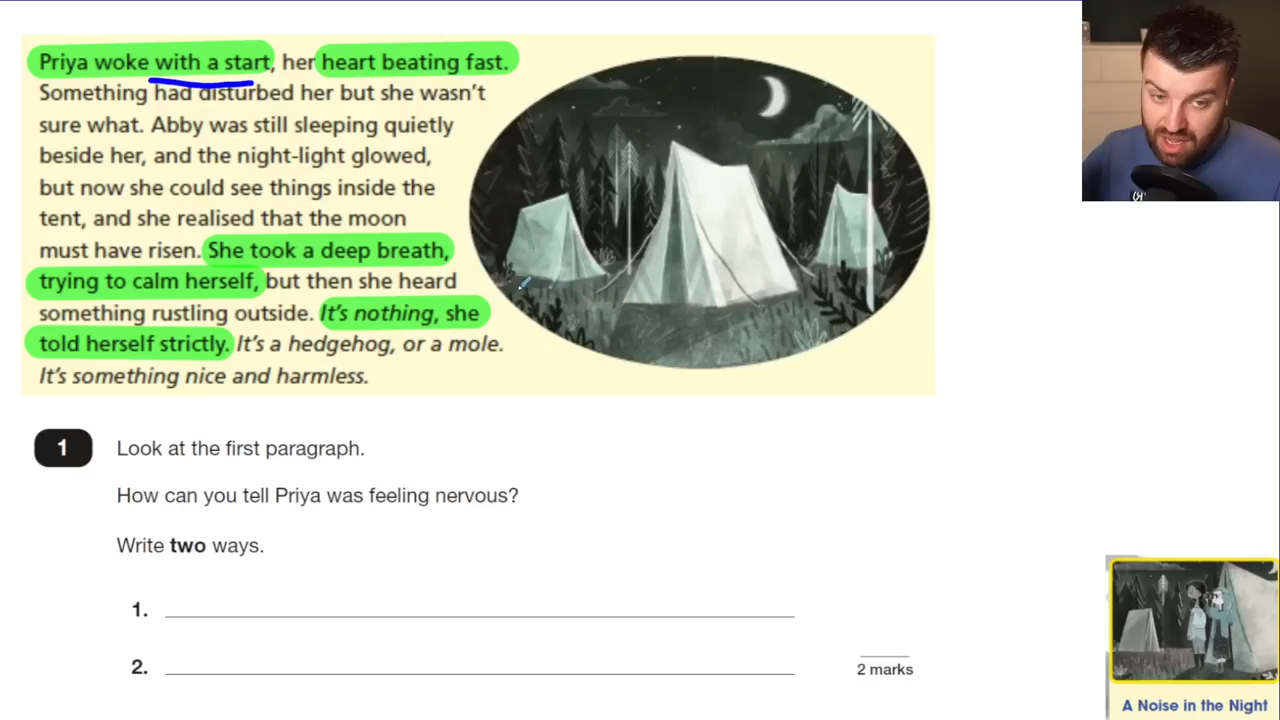 Priya woke with a start, her heart beating fast.
Something had disturbed her but she wasn't
sure what. Abby was still sleeping quietly
beside her, and the night-light glowed,
but now she could see things inside the
tent, and she realised that the moon
must have risen. She took a deep breath,
trying to calm herself, but then she heard
something rustling outside. It's nothing, she
told herself strictly. It's a hedgehog, or a mole.
It's something nice and harmless.
1 Look at the first paragraph.
How can you tell Priya was feeling nervous?
Write two ways.
1.
2.
2 marks
A Noise in the Night